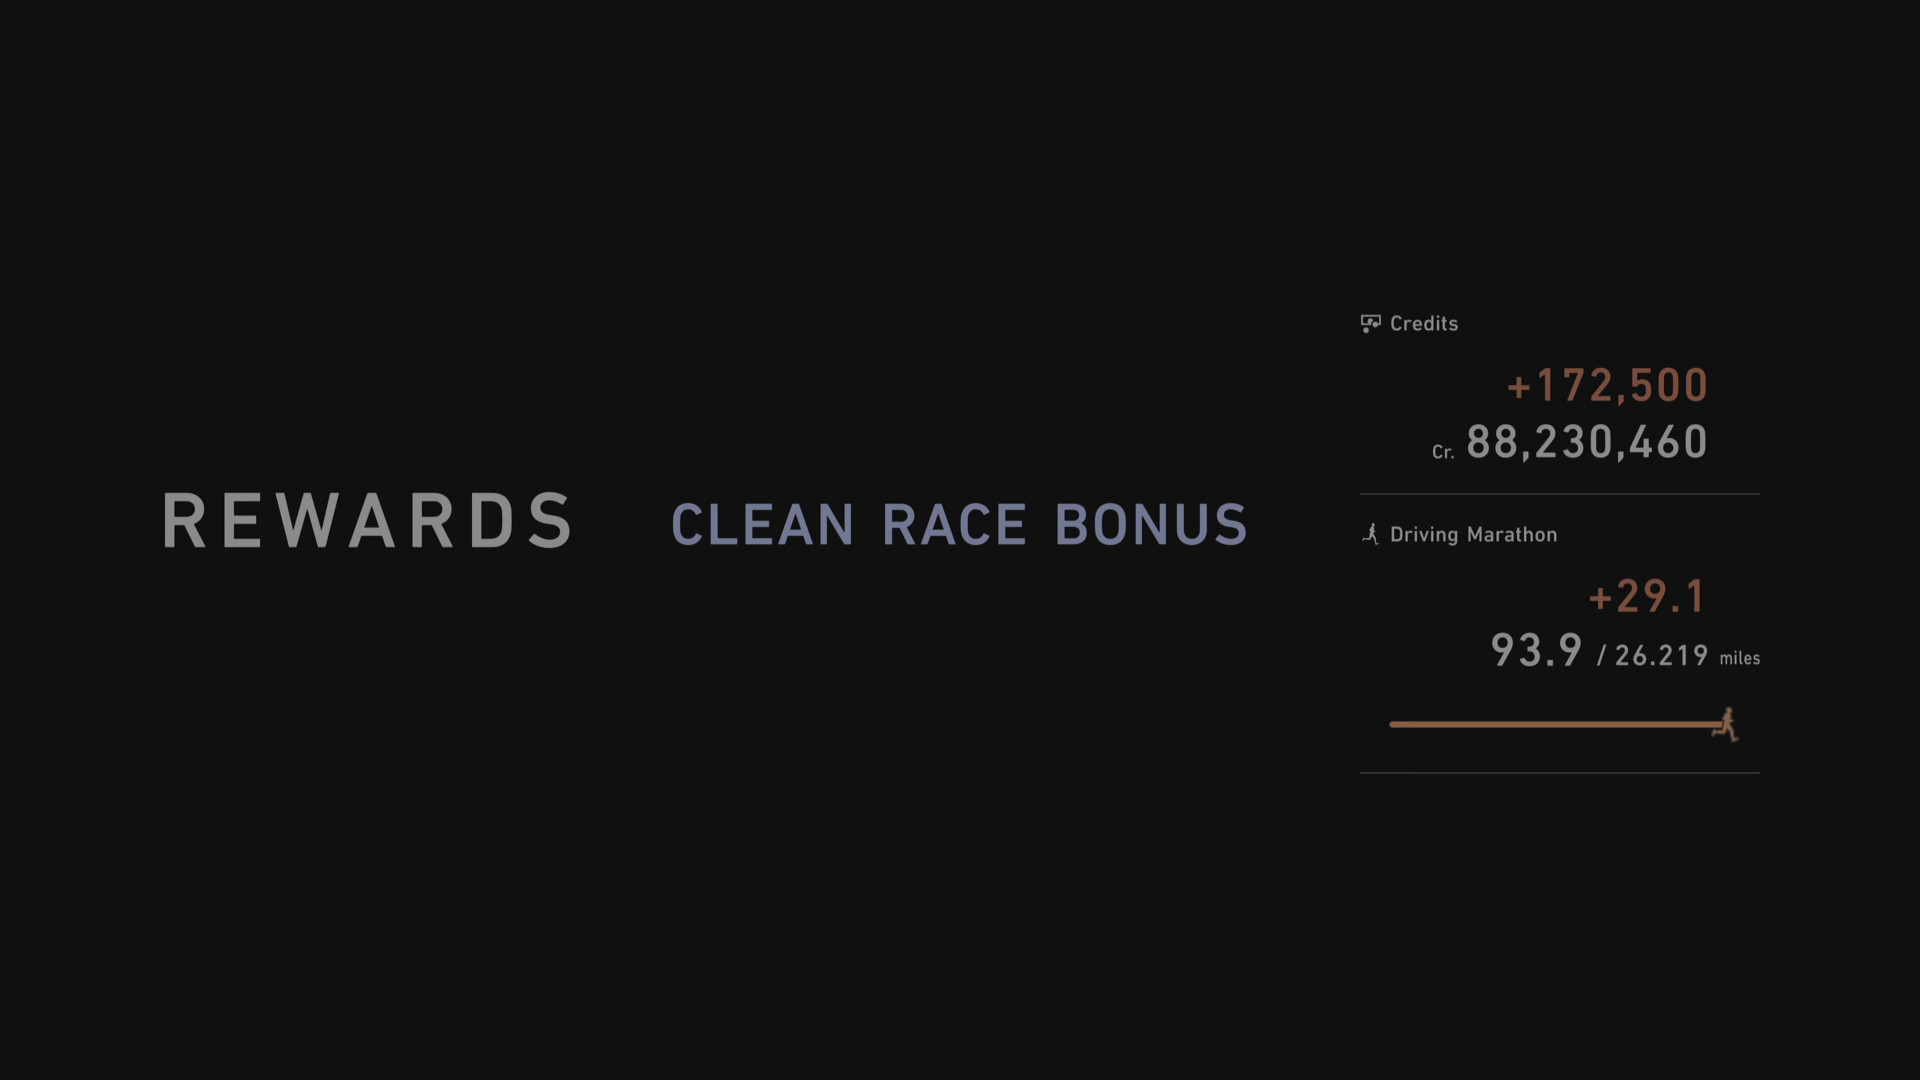 REWARDS
CLEAN RACE BONUS
Credits
+172,500
Cr. 88,230,460
Driving Marathon
+29.1
93.9 / 26.219 miles